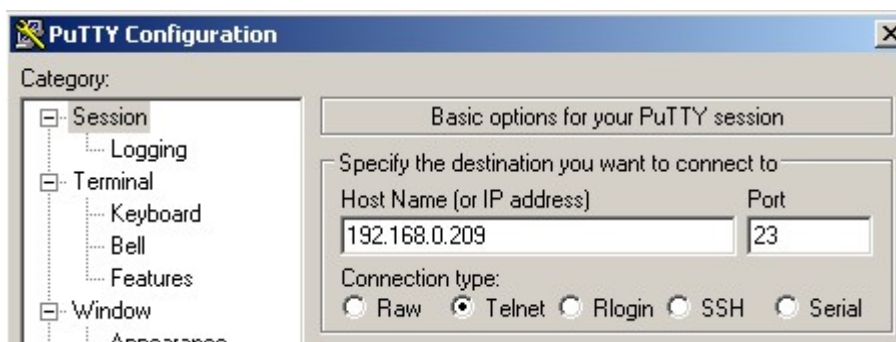 PuTTY Configuration
Category:
Session
Logging
Terminal
Keyboard
Bell
Features
Window
Appearance
Basic options for your PuTTY session
Specify the destination you want to connect to
Host Name (or IP address) Port
192.168.0.209 23
Connection type:
Raw Telnet Rlogin SSH Serial